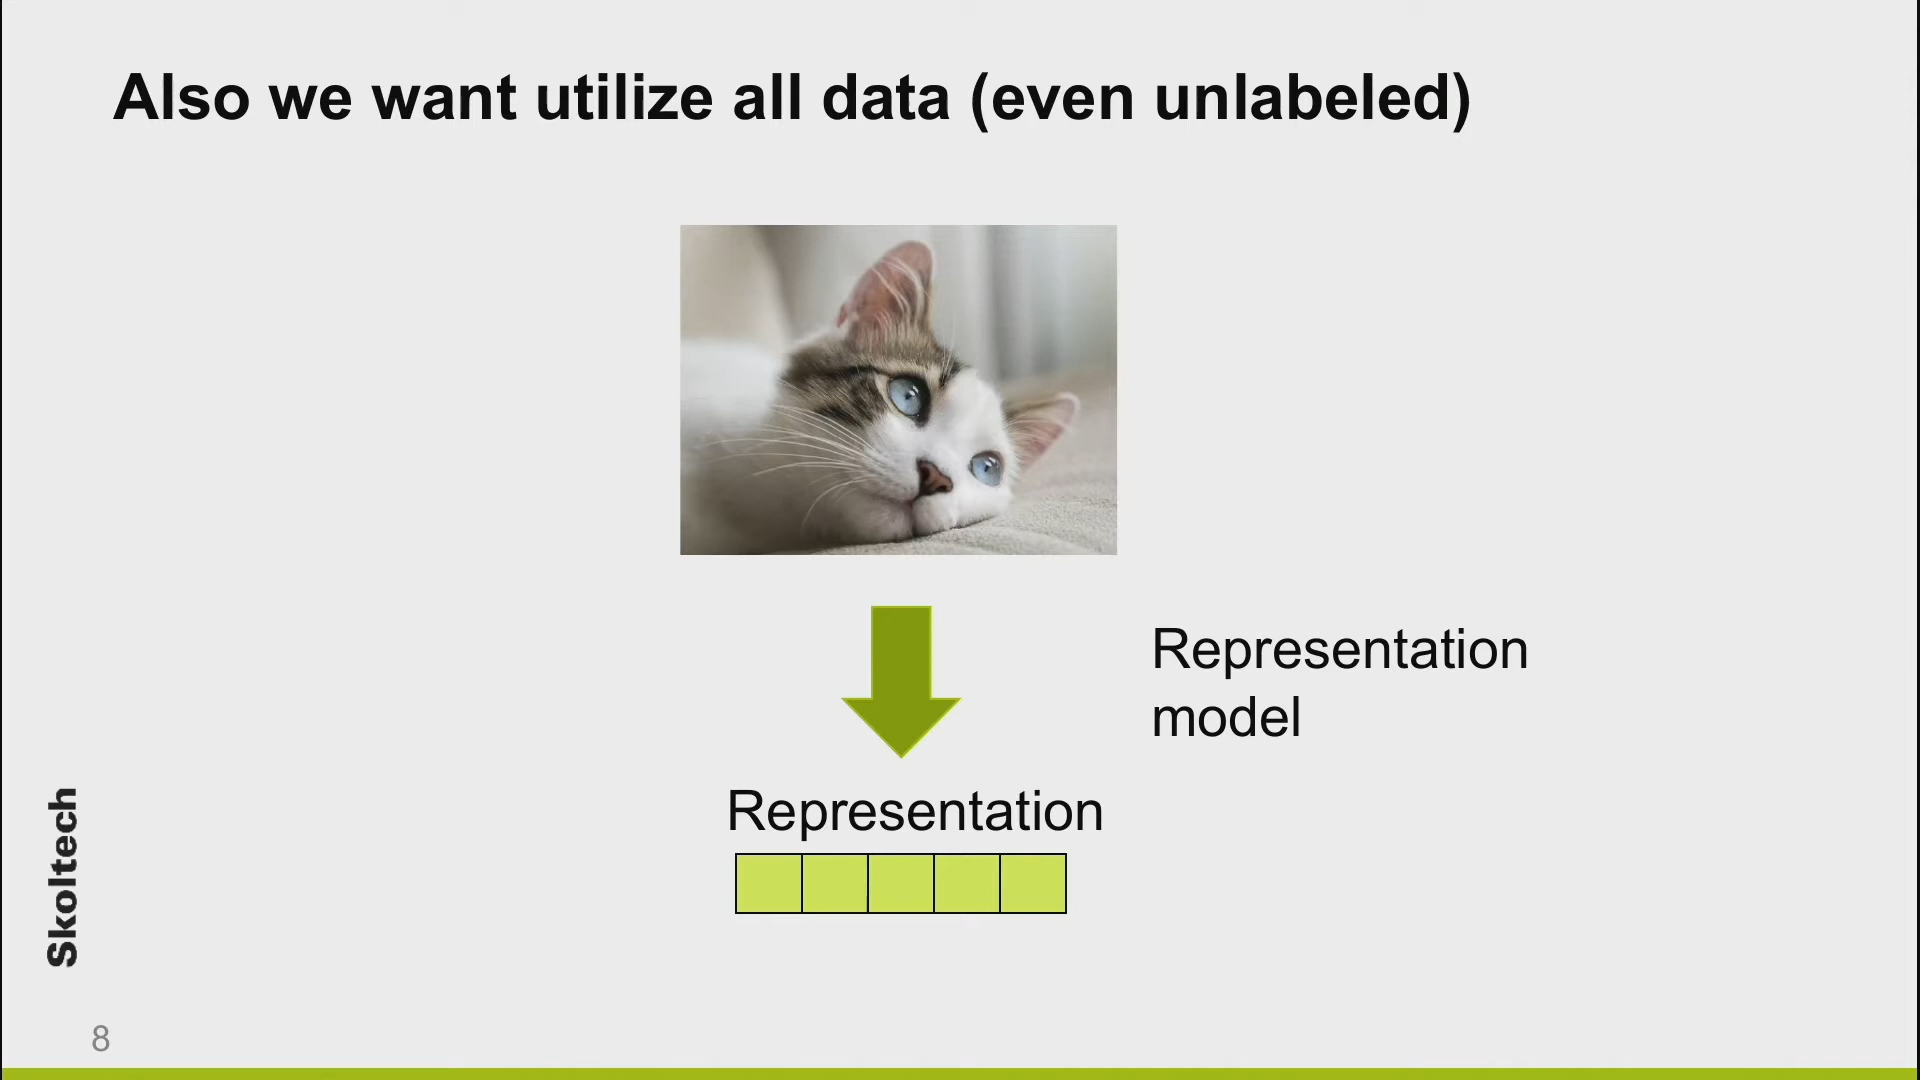 Also we want utilize all data (even unlabeled)
Representation
model
Representation
Skoltech
8